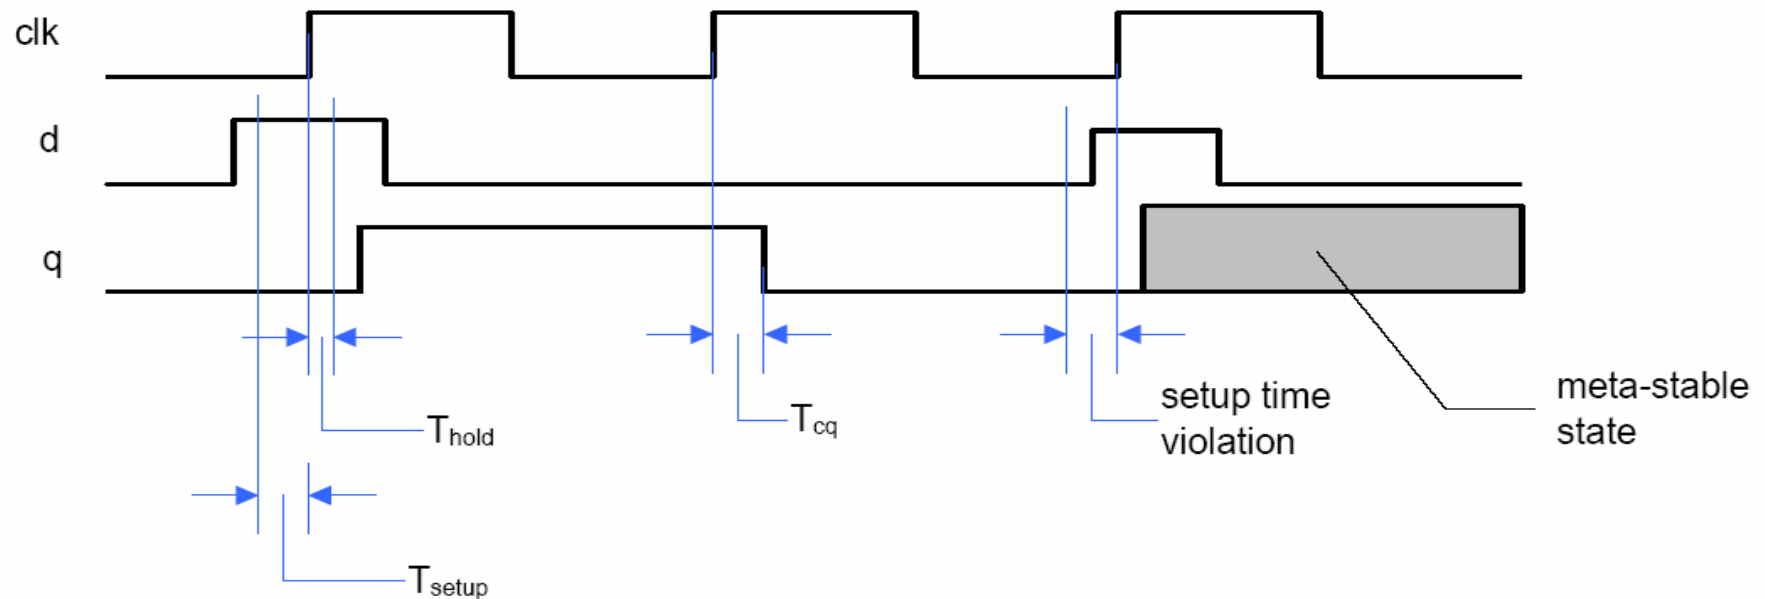 clk
d
q
Thold
Tcq
setup time
violation
meta-stable
state
Tsetup